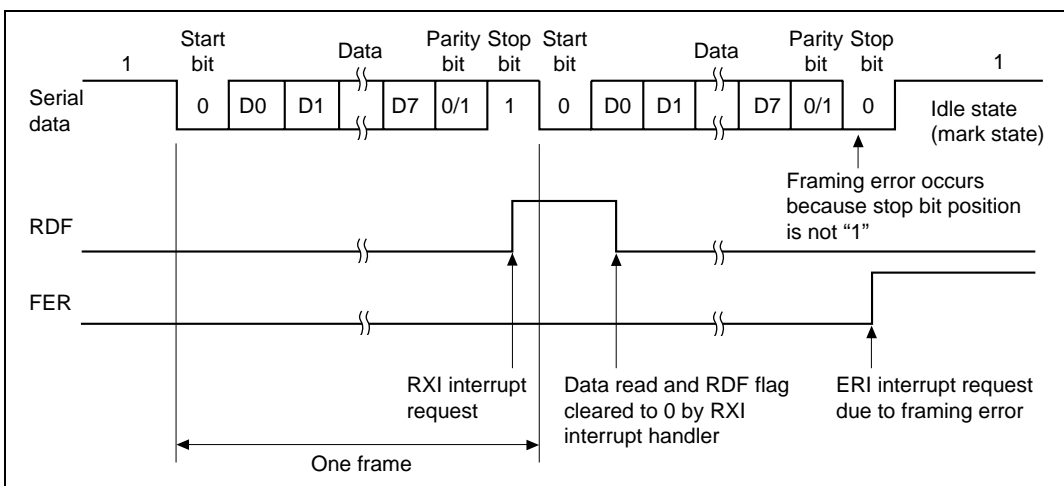 Start bit Data Parity bit Stop bit Start bit Data Parity bit Stop bit
1 1
Serial data 0 D0 D1 D7 0/1 1 0 D0 D1 D7 0/1 0 Idle state (mark state)
Framing error occurs
because stop bit position
is not “1”
RDF
FER
RXI interrupt
request
Data read and RDF flag
cleared to 0 by RXI
interrupt handler
ERI interrupt request
due to framing error
One frame